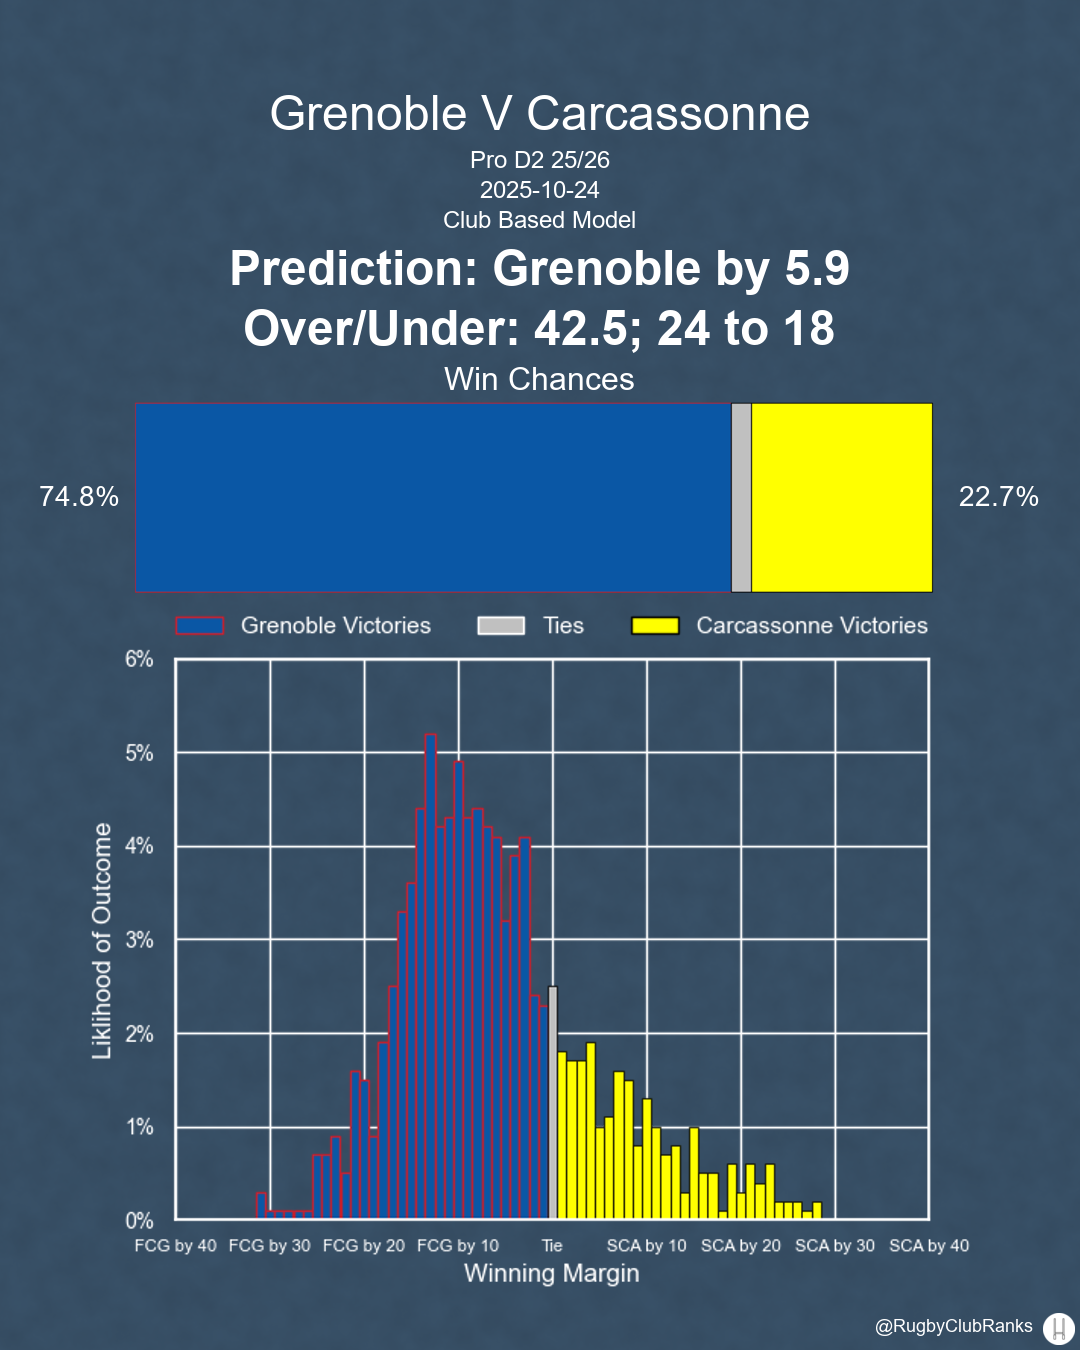 Grenoble V Carcassonne
Pro D2 25/26
2025-10-24
Club Based Model
Prediction: Grenoble by 5.9
Over/Under: 42.5; 24 to 18
Win Chances
74.8%
22.7%
Grenoble Victories
Ties
Carcassonne Victories
6%
5%
4%
3%
2%
1%
0%
Liklihood of Outcome
FCG by 40 FCG by 30 FCG by 20 FCG by 10 Tie SCA by 10 SCA by 20 SCA by 30 SCA by 40
Winning Margin
@RugbyClubRanks